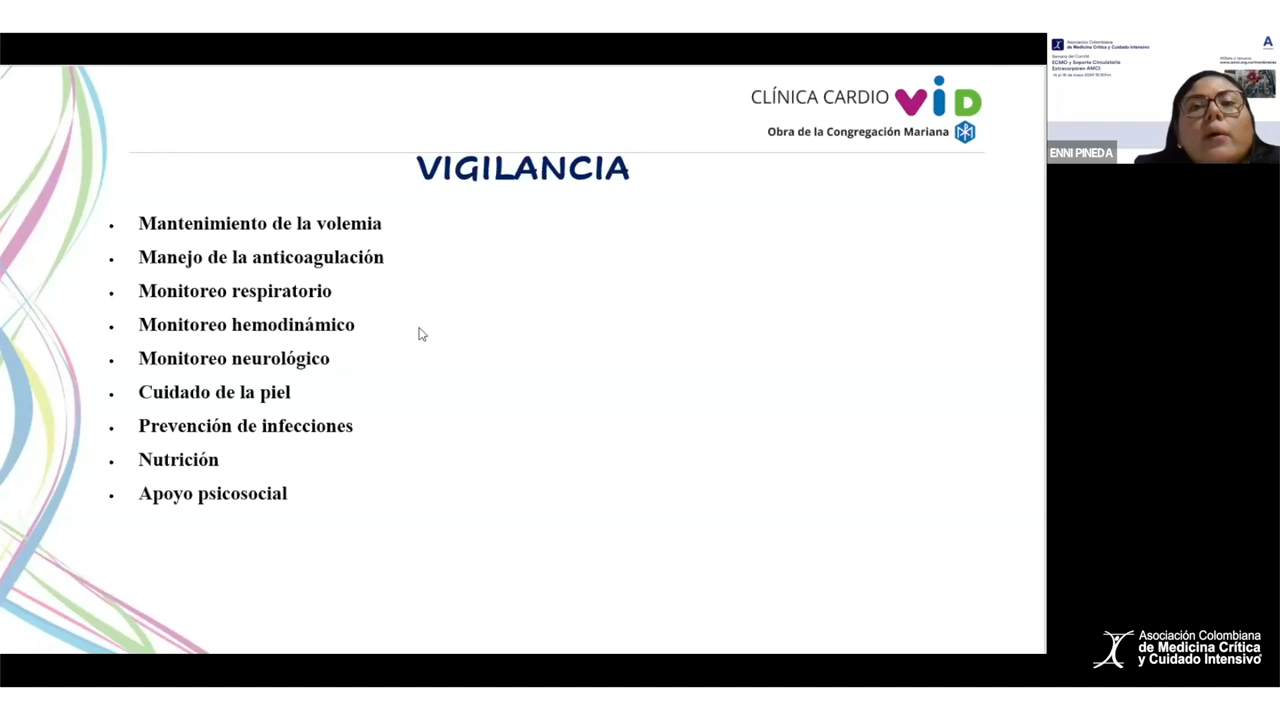 CLÍNICA CARDIO VID
Obra de la Congregación Mariana
VIGILANCIA
• Mantenimiento de la volemia
• Manejo de la anticoagulación
• Monitoreo respiratorio
• Monitoreo hemodinámico
• Monitoreo neurológico
• Cuidado de la piel
• Prevención de infecciones
• Nutrición
• Apoyo psicosocial
Asociación Colombiana
de Medicina Crítica y Cuidado Intensivo
A
ECMO y Soporte Circulatorio
ENNI PINEDA
Asociación Colombiana
de Medicina Crítica
y Cuidado Intensivo